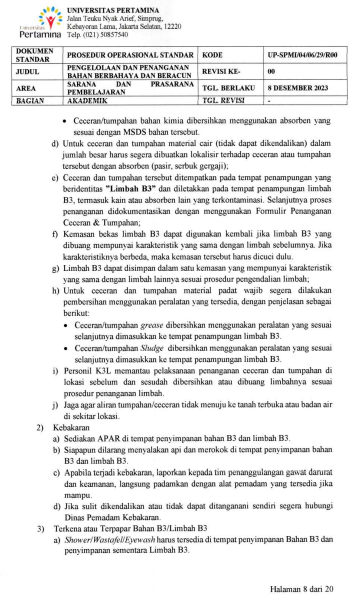 UNIVERSITAS PERTAMINA
Jalan Teuku Nyak Arief, Simprug,
Kebayoran Lama, Jakarta Selatan, 12220
Telp. (021) 50857540
Universitas
Pertamina
DOKUMEN STANDAR PROSEDUR OPERASIONAL STANDAR KODE UP-SPMI/04/06/29/R00
JUDUL PENGELOLAAN DAN PENANGANAN BAHAN BERBAHAYA DAN BERACUN REVISI KE- 00
AREA SARANA DAN PRASARANA PEMBELAJARAN TGL. BERLAKU 8 DESEMBER 2023
BAGIAN AKADEMIK TGL. REVISI -
• Ceceran/tumpahan bahan kimia dibersihkan menggunakan absorben yang
sesuai dengan MSDS bahan tersebut.
d) Untuk ceceran dan tumpahan material cair (tidak dapat dikendalikan) dalam
jumlah besar harus segera dibuatkan lokalisir terhadap ceceran atau tumpahan
tersebut dengan absorben (pasir, serbuk gergaji);
e) Ceceran dan tumpahan tersebut ditempatkan pada tempat penampungan yang
beridentitas "Limbah B3" dan diletakkan pada tempat penampungan limbah
B3, termasuk kain atau absorben lain yang terkontaminasi. Selanjutnya proses
penanganan didokumentasikan dengan menggunakan Formulir Penanganan
Ceceran & Tumpahan;
f) Kemasan bekas limbah B3 dapat digunakan kembali jika limbah B3 yang
dibuang mempunyai karakteristik yang sama dengan limbah sebelumnya. Jika
karakteristiknya berbeda, maka kemasan tersebut harus dicuci dulu.
g) Limbah B3 dapat disimpan dalam satu kemasan yang mempunyai karakteristik
yang sama dengan limbah lainnya sesuai prosedur pengendalian limbah;
h) Untuk ceceran dan tumpahan material padat wajib segera dilakukan
pembersihan menggunakan peralatan yang tersedia, dengan penjelasan sebagai
berikut:
• Ceceran/tumpahan grease dibersihkan menggunakan peralatan yang sesuai
selanjutnya dimasukkan ke tempat penampungan limbah B3.
• Ceceran/tumpahan Sludge dibersihkan menggunakan peralatan yang sesuai
selanjutnya dimasukkan ke tempat penampungan limbah B3.
i) Personil K3L memantau pelaksanaan penanganan ceceran dan tumpahan di
lokasi sebelum dan sesudah dibersihkan atau dibuang limbahnya sesuai
prosedur penanganan limbah.
j) Jaga agar aliran tumpahan/ceceran tidak menuju ke tanah terbuka atau badan air
di sekitar lokasi.
2) Kebakaran
a) Sediakan APAR di tempat penyimpanan bahan B3 dan limbah B3.
b) Siapapun dilarang menyalakan api dan merokok di tempat penyimpanan bahan
B3 dan limbah B3.
c) Apabila terjadi kebakaran, laporkan kepada tim penanggulangan gawat darurat
dan keamanan, langsung padamkan dengan alat pemadam yang tersedia jika
mampu.
d) Jika sulit dikendalikan atau tidak dapat ditanganani sendiri segera hubungi
Dinas Pemadam Kebakaran.
3) Terkena atau Terpapar Bahan B3/Limbah B3
a) Shower/Wastafel/Eyewash harus tersedia di tempat penyimpanan Bahan B3 dan
penyimpanan sementara Limbah B3.
Halaman 8 dari 20